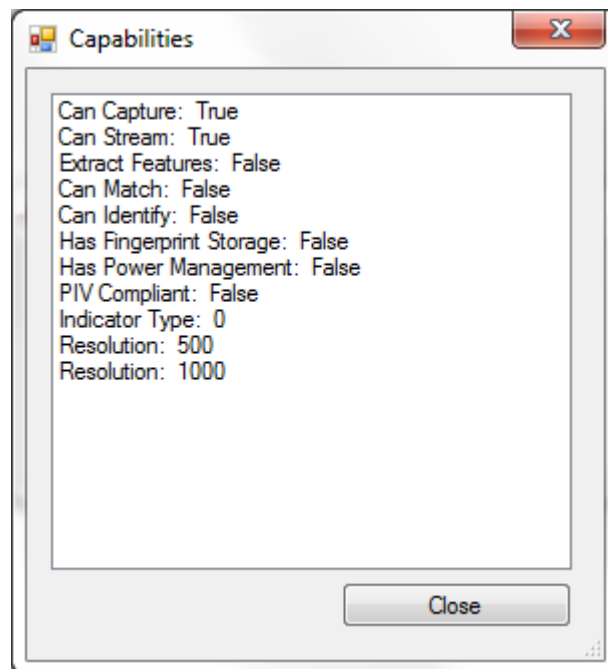 Capabilities
Can Capture: True
Can Stream: True
Extract Features: False
Can Match: False
Can Identify: False
Has Fingerprint Storage: False
Has Power Management: False
PIV Compliant: False
Indicator Type: 0
Resolution: 500
Resolution: 1000
Close